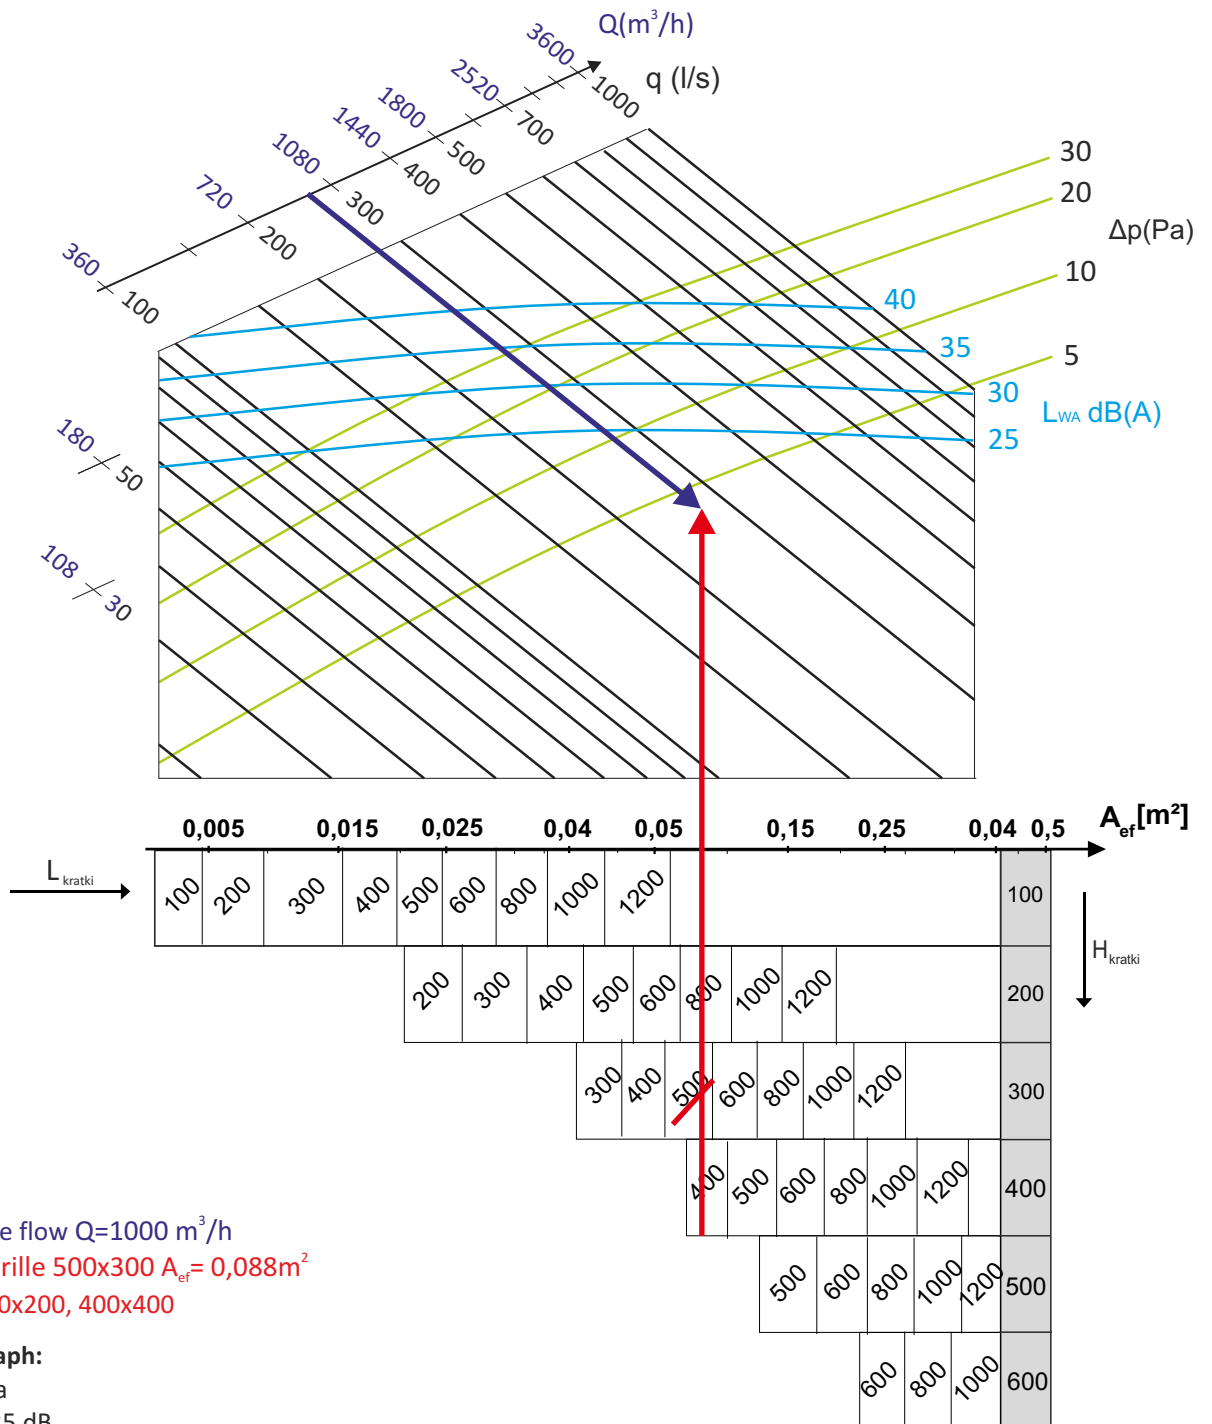 Q(m³/h)
q (l/s)
3600
1000
2520
700
1800
500
1440
400
1080
300
720
200
360
100
180
50
108
30
30
20
Δp(Pa)
10
5
40
35
30
25
LWA dB(A)
0,005 0,015 0,025 0,04 0,05 0,15 0,25 0,04 0,5 Aef[m²]
Lkratki
100 200 300 400 500 600 800 1000 1200 100
Hkratki
200 300 400 500 600 800 1000 1200 200
300 400 500 600 800 1000 1200 300
400 500 600 800 1000 1200 400
500 600 800 1000 1200 500
600 800 1000 600
e flow Q=1000 m³/h
rille 500x300 Aef= 0,088m²
0x200, 400x400
aph:
a
5 dB